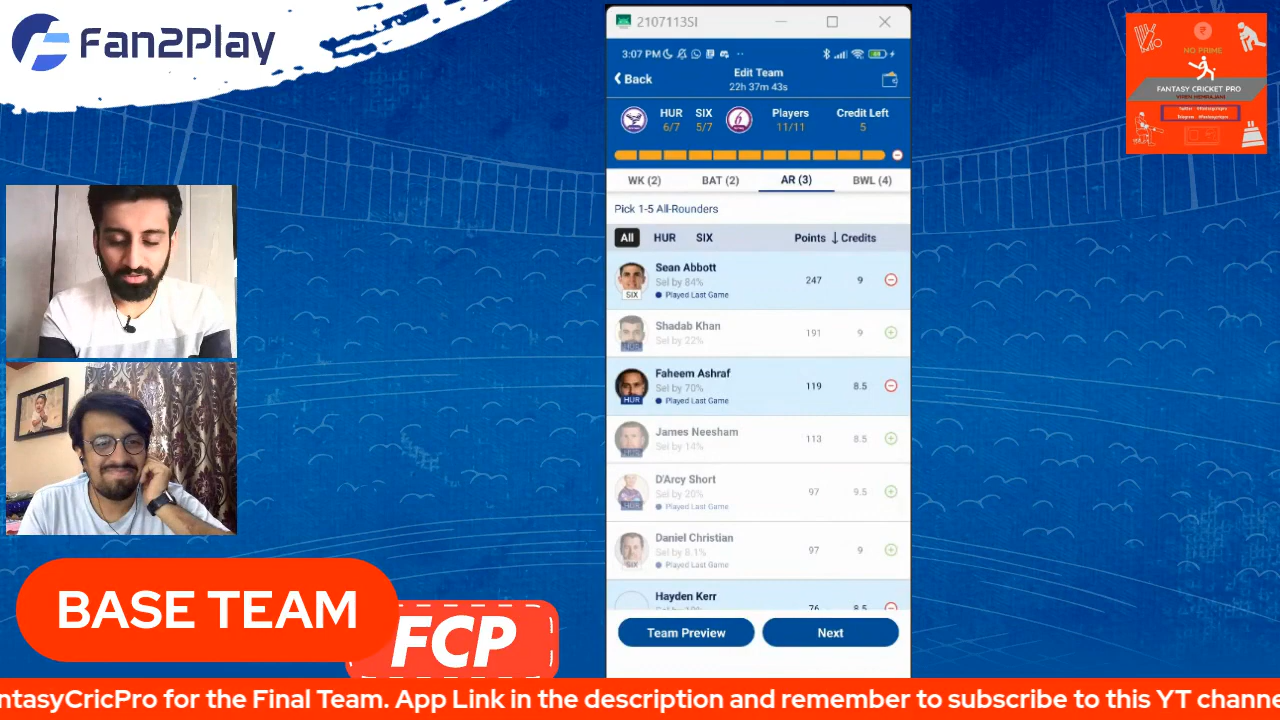 Fan2Play
2107113SI
3:07 PM
Back
Edit Team
22h 37m 43s
HUR
6/7
SIX
5/7
Players
11/11
Credit Left
5
WK (2)
BAT (2)
AR (3)
BWL (4)
Pick 1-5 All-Rounders
All
HUR
SIX
Points
Credits
Sean Abbott
Sel by 84%
Played Last Game
SIX
247
9
Shadab Khan
Sel by 22%
HUR
191
9
Faheem Ashraf
Sel by 70%
Played Last Game
HUR
119
8.5
James Neesham
Sel by 14%
113
8.5
D'Arcy Short
Sel by 20%
Played Last Game
HUR
97
9.5
Daniel Christian
Sel by 8.1%
Played Last Game
SIX
97
9
Hayden Kerr
76
8.5
Team Preview
Next
NO PRIME
FANTASY CRICKET PRO
BASE TEAM
FCP
ntasyCricPro for the Final Team. App Link in the description and remember to subscribe to this YT channe